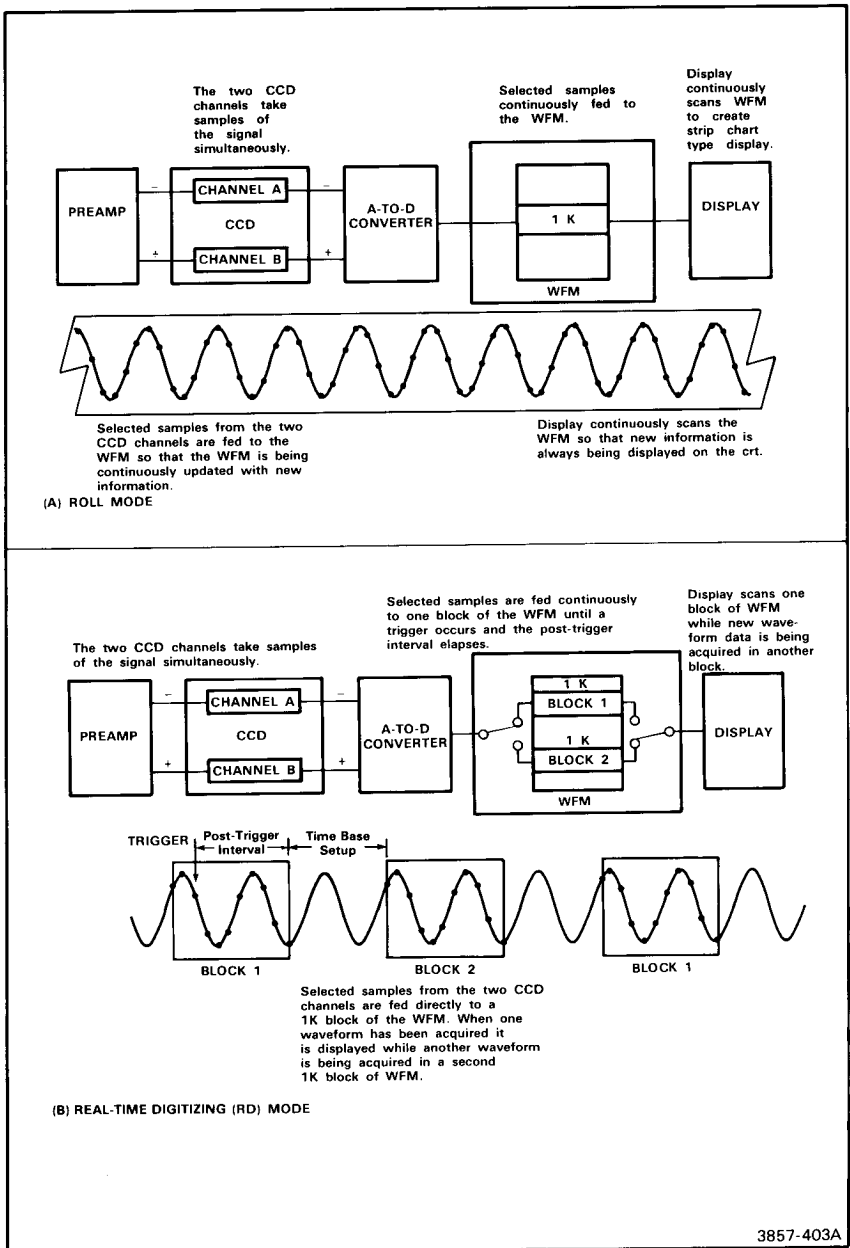 The two CCD
channels take
samples of
the signal
simultaneously.
Selected samples
continuously fed to
the WFM.
Display
continuously
scans WFM
to create
strip chart
type display.
PREAMP
–
+
CHANNEL A
CCD
CHANNEL B
–
+
A-TO-D
CONVERTER
1 K
WFM
DISPLAY
Selected samples from the two
CCD channels are fed to the
WFM so that the WFM is being
continuously updated with new
information.
Display continuously scans the
WFM so that new information is
always being displayed on the crt.
(A) ROLL MODE
The two CCD channels take samples
of the signal simultaneously.
Selected samples are fed continuously
to one block of the WFM until a
trigger occurs and the post-trigger
interval elapses.
Display scans one
block of WFM
while new wave-
form data is being
acquired in another
block.
PREAMP
–
+
CHANNEL A
CCD
CHANNEL B
–
+
A-TO-D
CONVERTER
1 K
BLOCK 1
1 K
BLOCK 2
WFM
DISPLAY
TRIGGER
Post-Trigger
Interval
Time Base
Setup
BLOCK 1
BLOCK 2
BLOCK 1
Selected samples from the two CCD
channels are fed directly to a
1K block of the WFM. When one
waveform has been acquired it
is displayed while another waveform
is being acquired in a second
1K block of WFM.
(B) REAL-TIME DIGITIZING (RD) MODE
3857-403A